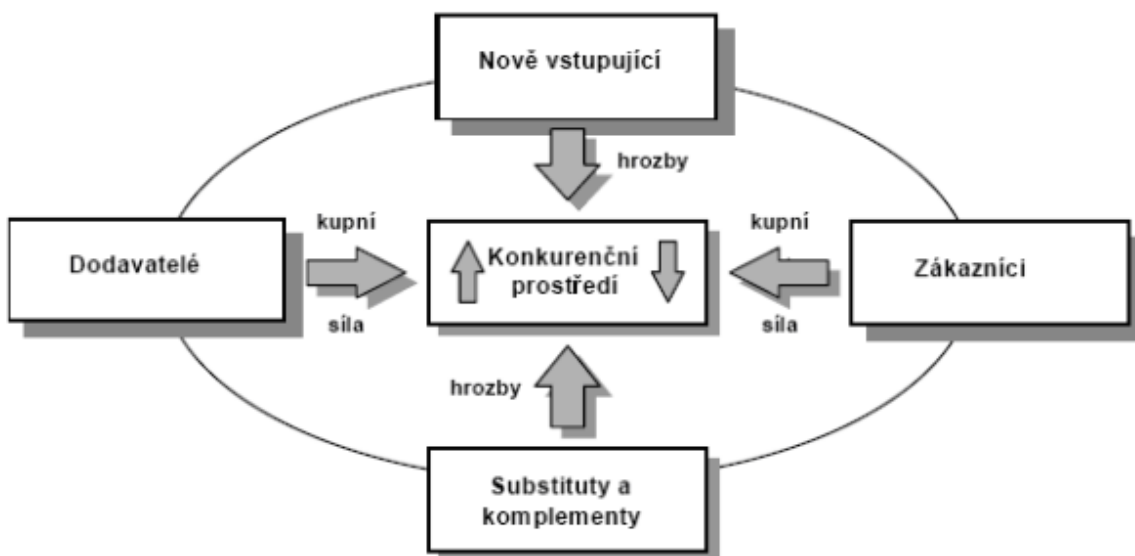 Nově vstupující
hrozby
kupní
síla
Dodavatelé
Konkurenční
prostředí
kupní
síla
Zákazníci
hrozby
Substituty a
komplementy